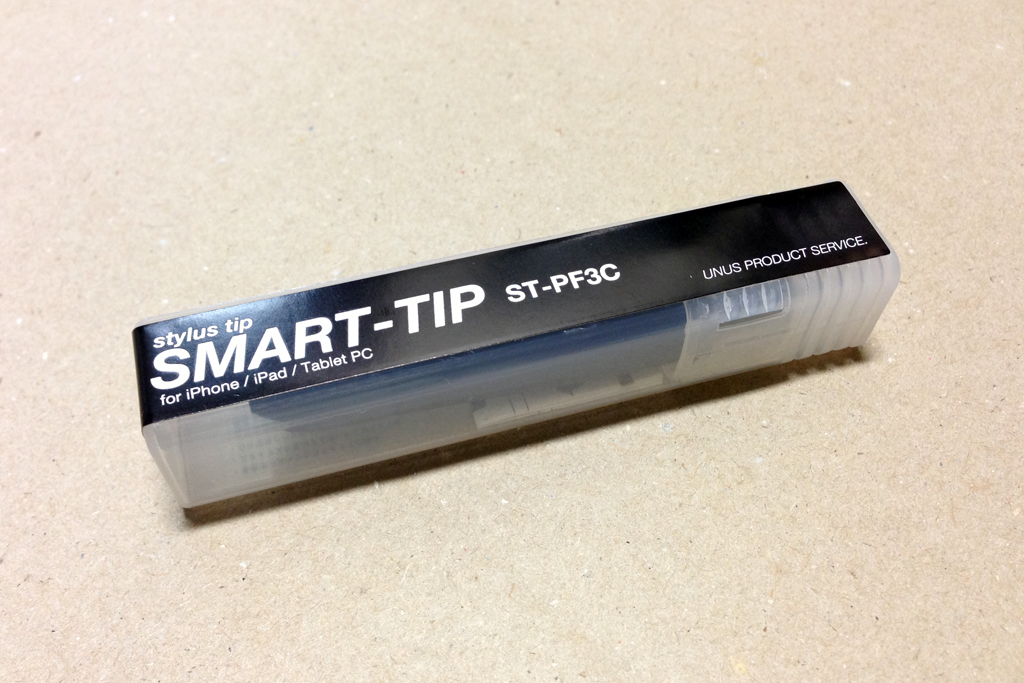 stylus tip
SMART-TIP ST-PF3C
for iPhone / iPad / Tablet PC
UNUS PRODUCT SERVICE.